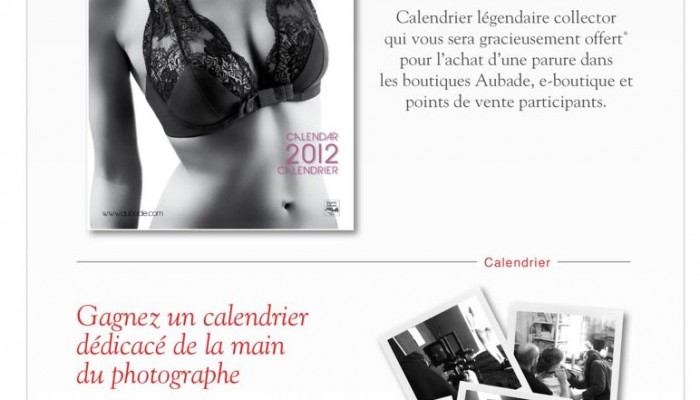 Calendrier légendaire collector
qui vous sera gracieusement offert*
pour l'achat d'une parure dans
les boutiques Aubade, e-boutique et
points de vente participants.
CALENDAR
2012
CALENDRIER
www.aubade.com
Calendrier
Gagnez un calendrier
dédicacé de la main
du photographe